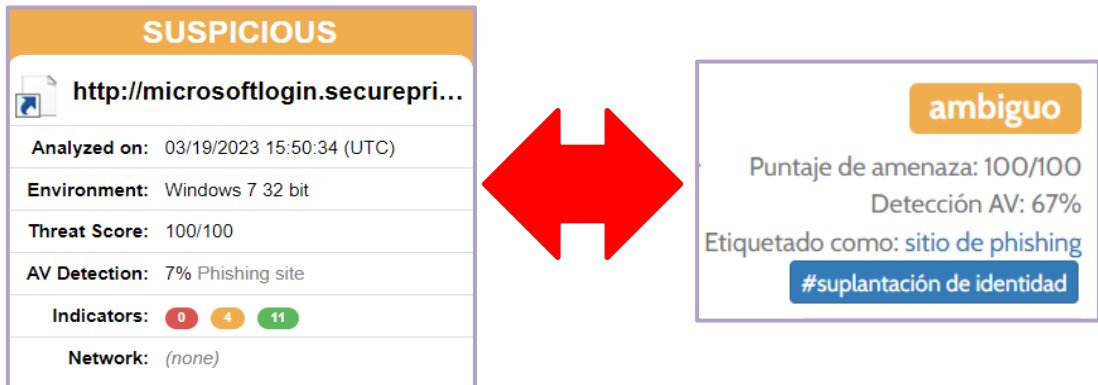 SUSPICIOUS
http://microsoftlogin.securepri...
Analyzed on: 03/19/2023 15:50:34 (UTC)
Environment: Windows 7 32 bit
Threat Score: 100/100
AV Detection: 7% Phishing site
Indicators: 0 4 11
Network: (none)
ambiguo
Puntaje de amenaza: 100/100
Detección AV: 67%
Etiquetado como: sitio de phishing
#suplantación de identidad